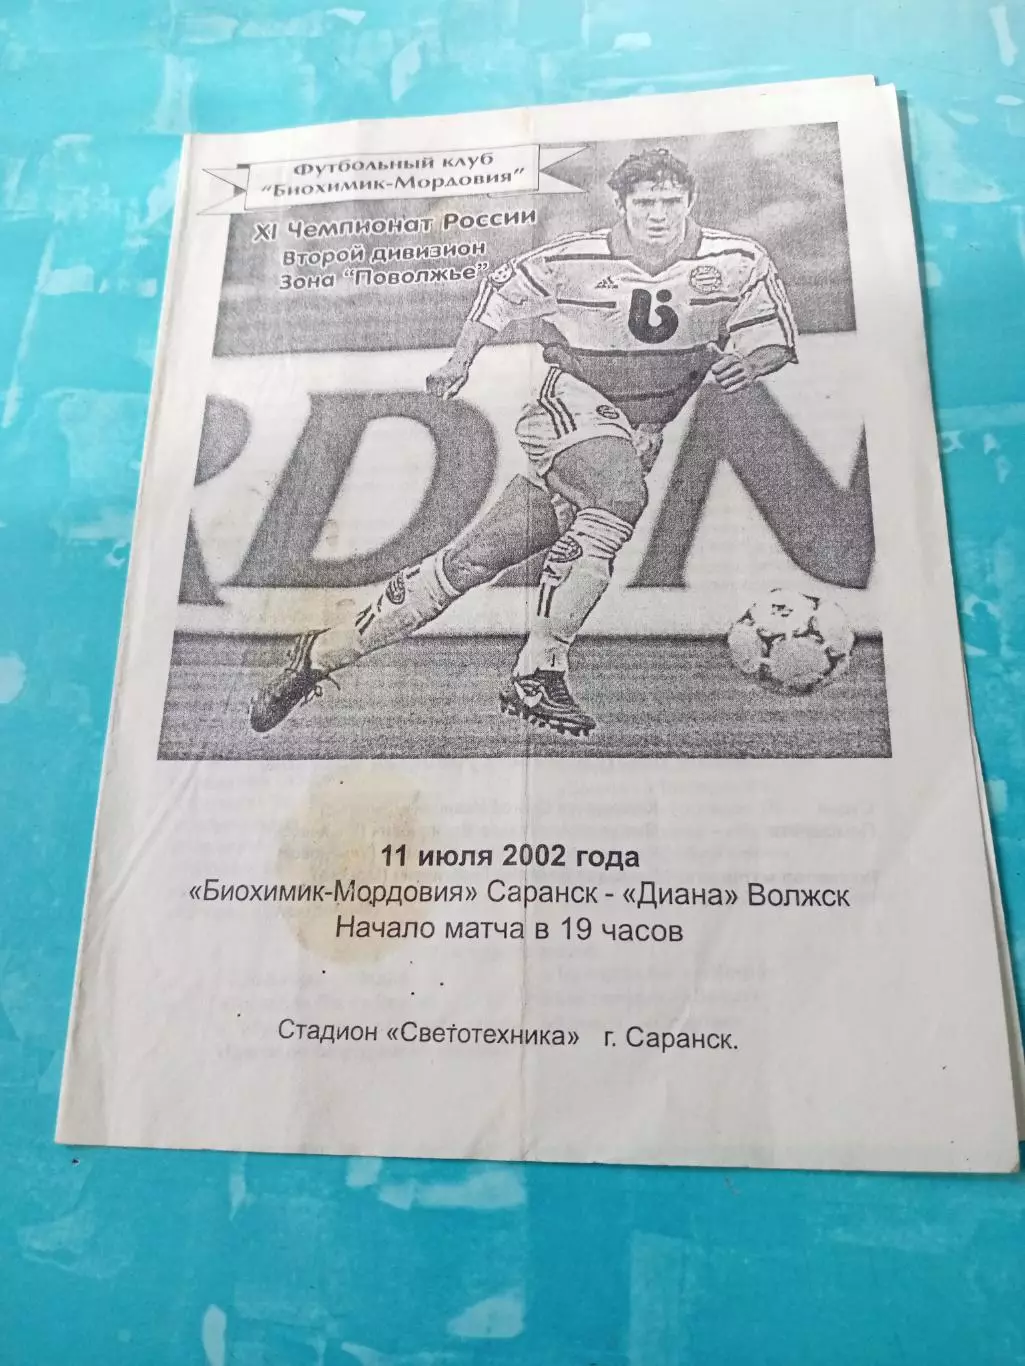 Футбольный клуб
"Биохимик-Мордовия"
XI Чемпионат России
Второй дивизион
Зона "Поволжье"
11 июля 2002 года
«Биохимик-Мордовия» Саранск - «Диана» Волжск
Начало матча в 19 часов
Стадион «Светотехника» г. Саранск.